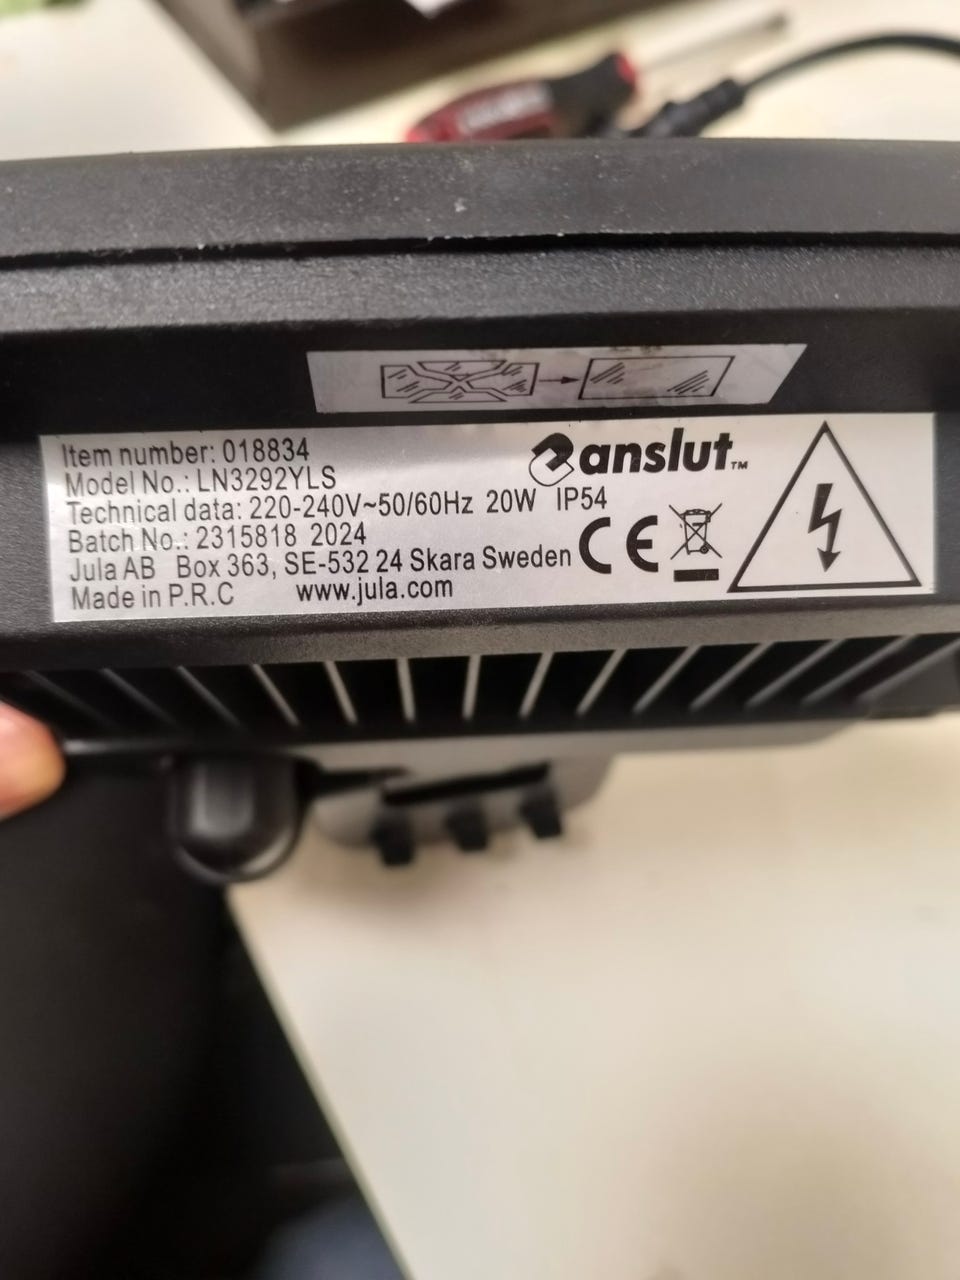 Item number: 018834
anslut™
Model No.: LN3292YLS
Technical data: 220-240V~50/60Hz 20W IP54
Batch No.: 2315818 2024
CE
Jula AB Box 363, SE-532 24 Skara Sweden
Made in P.R.C www.jula.com